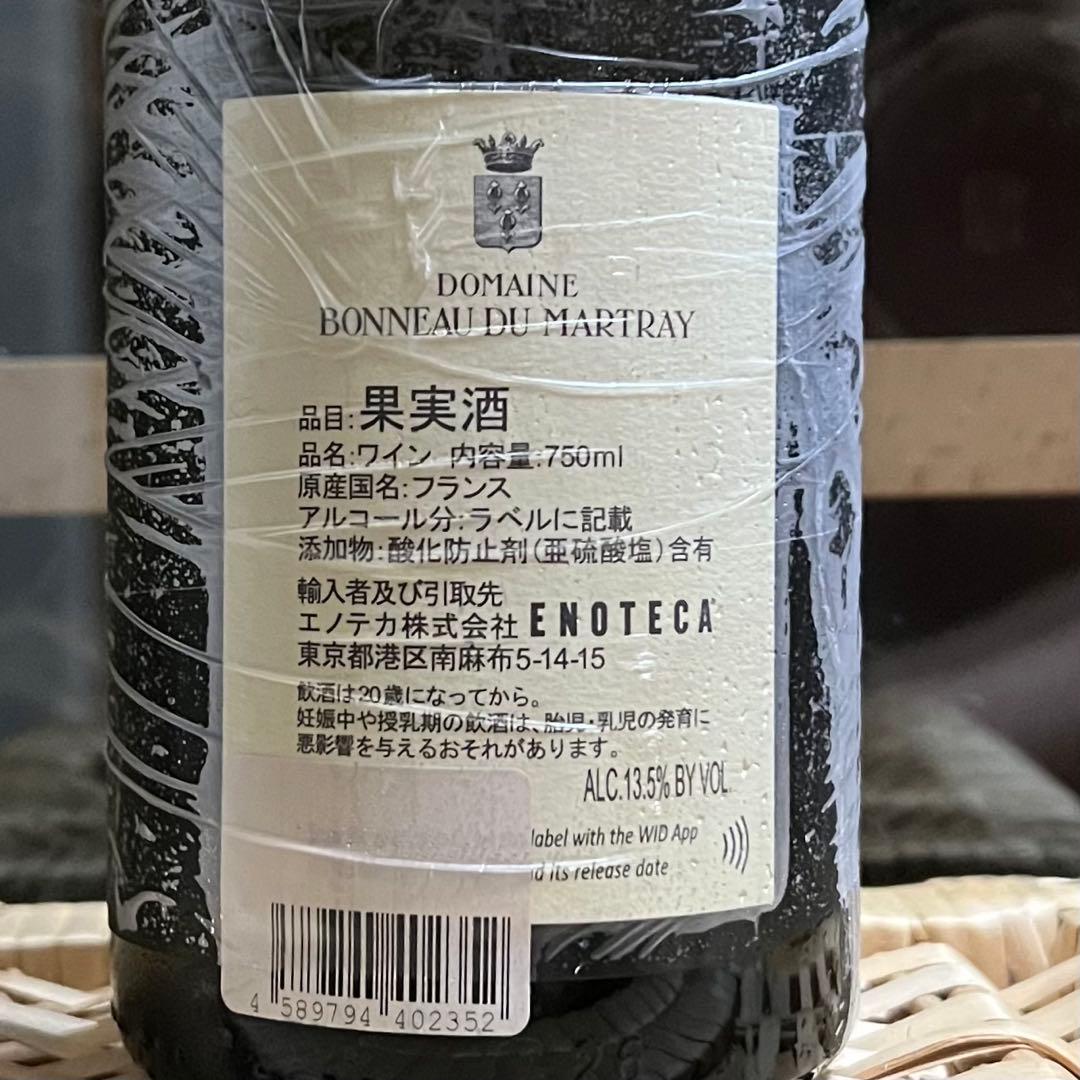 DOMAINE
BONNEAU DU MARTRAY
品目:果実酒
品名:ワイン 内容量:750ml
原産国名:フランス
アルコール分:ラベルに記載
添加物:酸化防止剤(亜硫酸塩)含有
輸入者及び引取先
エノテカ株式会社 ENOTECA
東京都港区南麻布5-14-15
飲酒は20歳になってから。
妊娠中や授乳期の飲酒は、胎児・乳児の発育に
悪影響を与えるおそれがあります。
ALC.13.5% BY VOL.
label with the WID App
its release date
4 589794 402352